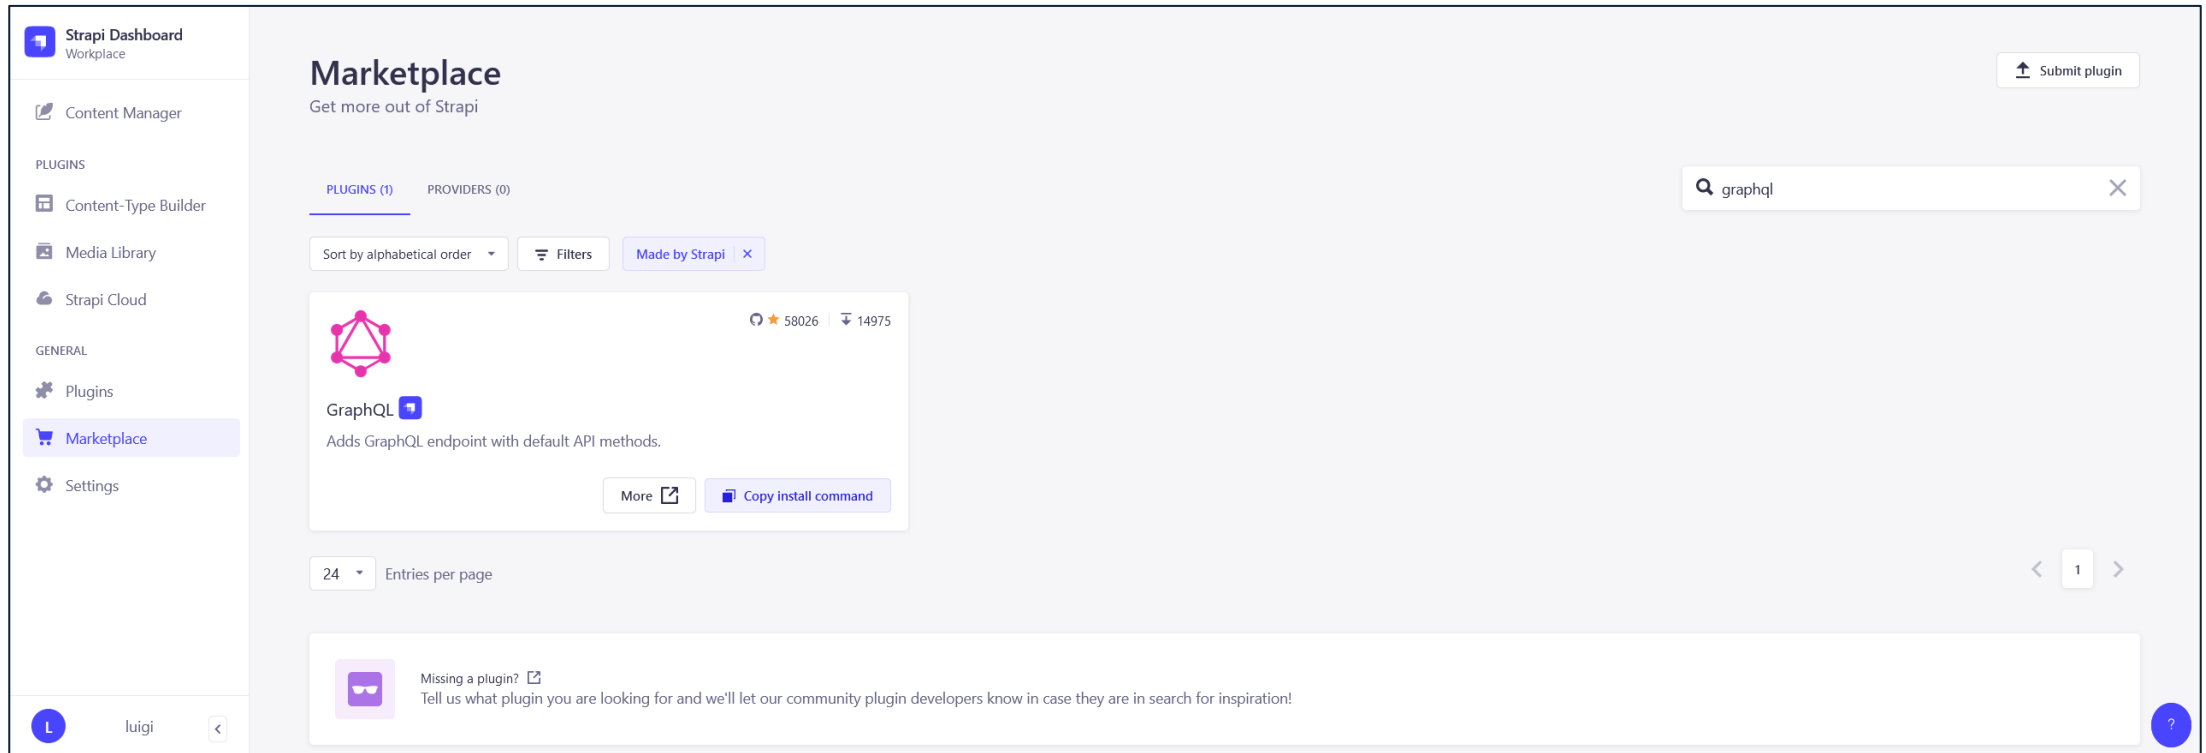 Strapi Dashboard
Workplace
Content Manager
PLUGINS
Content-Type Builder
Media Library
Strapi Cloud
GENERAL
Plugins
Marketplace
Settings
L luigi
Marketplace
Get more out of Strapi
Submit plugin
PLUGINS (1) PROVIDERS (0)
graphql
Sort by alphabetical order Filters Made by Strapi
58026 14975
GraphQL
Adds GraphQL endpoint with default API methods.
More Copy install command
24 Entries per page
1
Missing a plugin?
Tell us what plugin you are looking for and we'll let our community plugin developers know in case they are in search for inspiration!
?